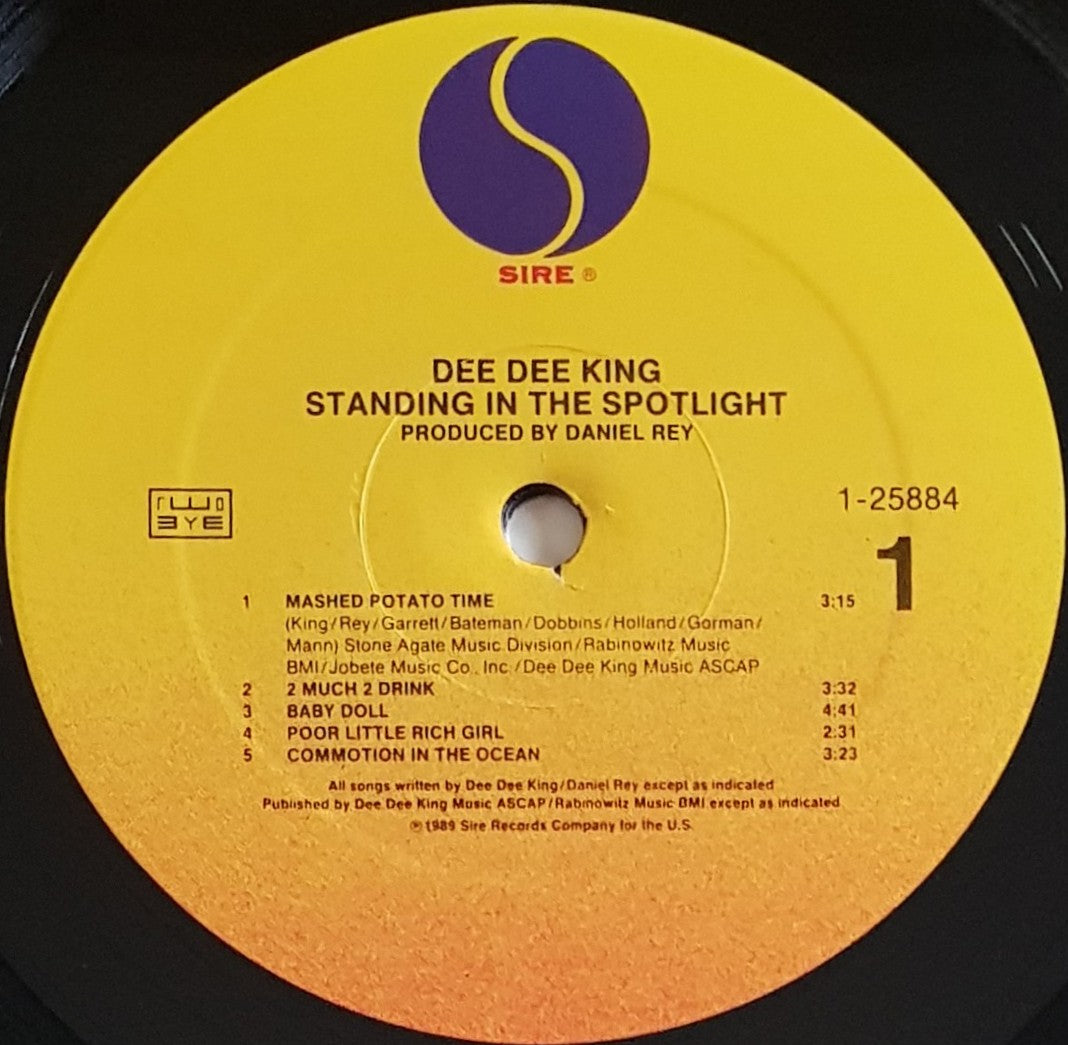 SIRE ®
DEE DEE KING
STANDING IN THE SPOTLIGHT
PRODUCED BY DANIEL REY
1-25884
1
1 MASHED POTATO TIME 3:15
(King/Rey/Garrett/Bateman/Dobbins/Holland/Gorman/
Mann) Stone Agate Music Division/Rabinowitz Music
BMI/Jobete Music Co., Inc./Dee Dee King Music ASCAP
2 2 MUCH 2 DRINK 3:32
3 BABY DOLL 4:41
4 POOR LITTLE RICH GIRL 2:31
5 COMMOTION IN THE OCEAN 3:23
All songs written by Dee Dee King/Daniel Rey except as indicated
Published by Dee Dee King Music ASCAP/Rabinowitz Music BMI except as indicated
℗ 1989 Sire Records Company for the U.S.